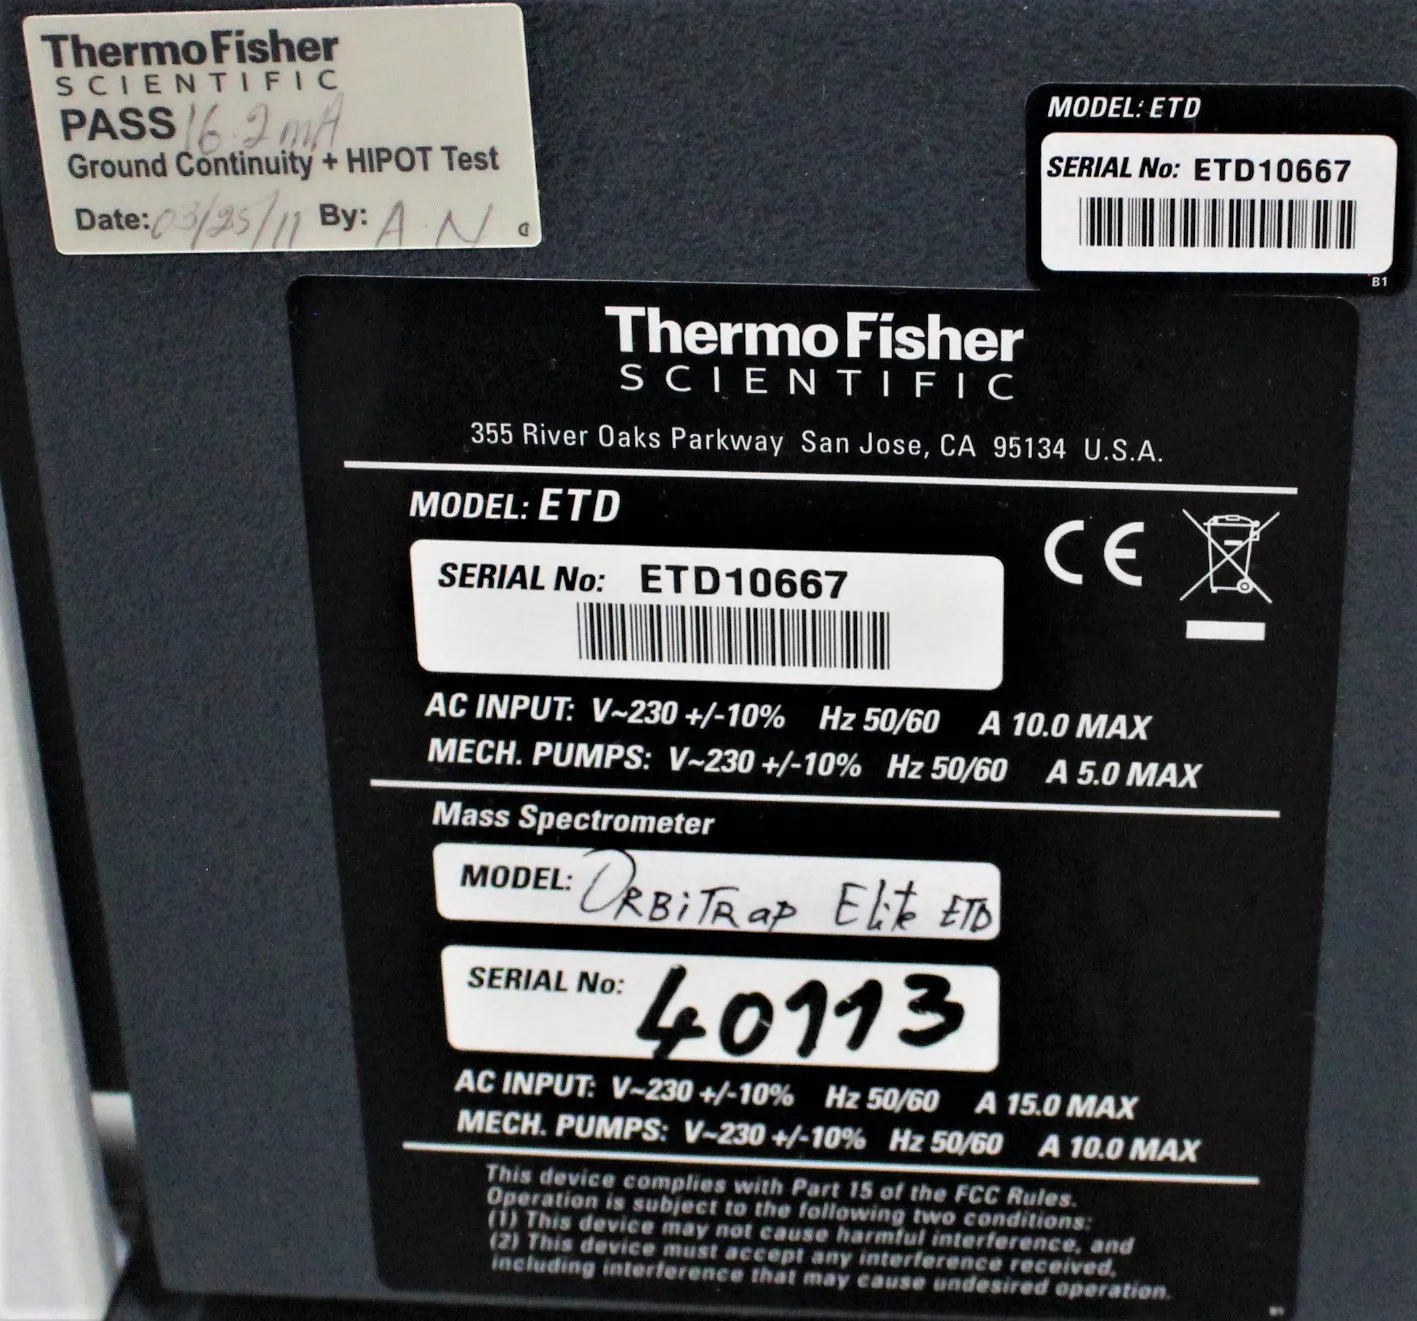 ThermoFisher
SCIENTIFIC
PASS 16.2 mA
Ground Continuity + HIPOT Test
Date: 03/25/11 By: A.N
D
MODEL: ETD
SERIAL No: ETD10667
B1
ThermoFisher
SCIENTIFIC
355 River Oaks Parkway San Jose, CA 95134 U.S.A.
MODEL: ETD
CE
SERIAL No: ETD10667
AC INPUT: V~230 +/-10% Hz 50/60 A 10.0 MAX
MECH. PUMPS: V~230 +/-10% Hz 50/60 A 5.0 MAX
Mass Spectrometer
MODEL: ORBiTRap Elite ETD
SERIAL No: 40113
AC INPUT: V~230 +/-10% Hz 50/60 A 15.0 MAX
MECH. PUMPS: V~230 +/-10% Hz 50/60 A 10.0 MAX
This device complies with Part 15 of the FCC Rules.
Operation is subject to the following two conditions:
(1) This device may not cause harmful interference, and
(2) This device must accept any interference received,
including interference that may cause undesired operation.